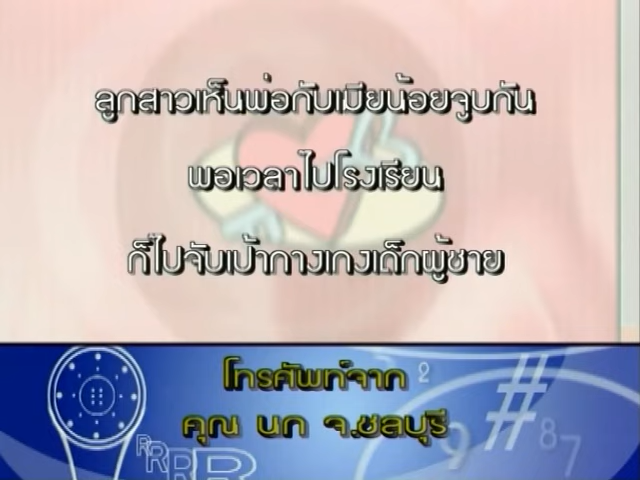 ลูกสาวเห็นพ่อกับเมียน้อยจูบกัน
พอเวลาไปโรงเรียน
ก็ไปจับเป้ากางเกงเด็กผู้ชาย
โทรศัพท์จาก
คุณ นก จ.ชลบุรี
2
#
9
87
RRRR